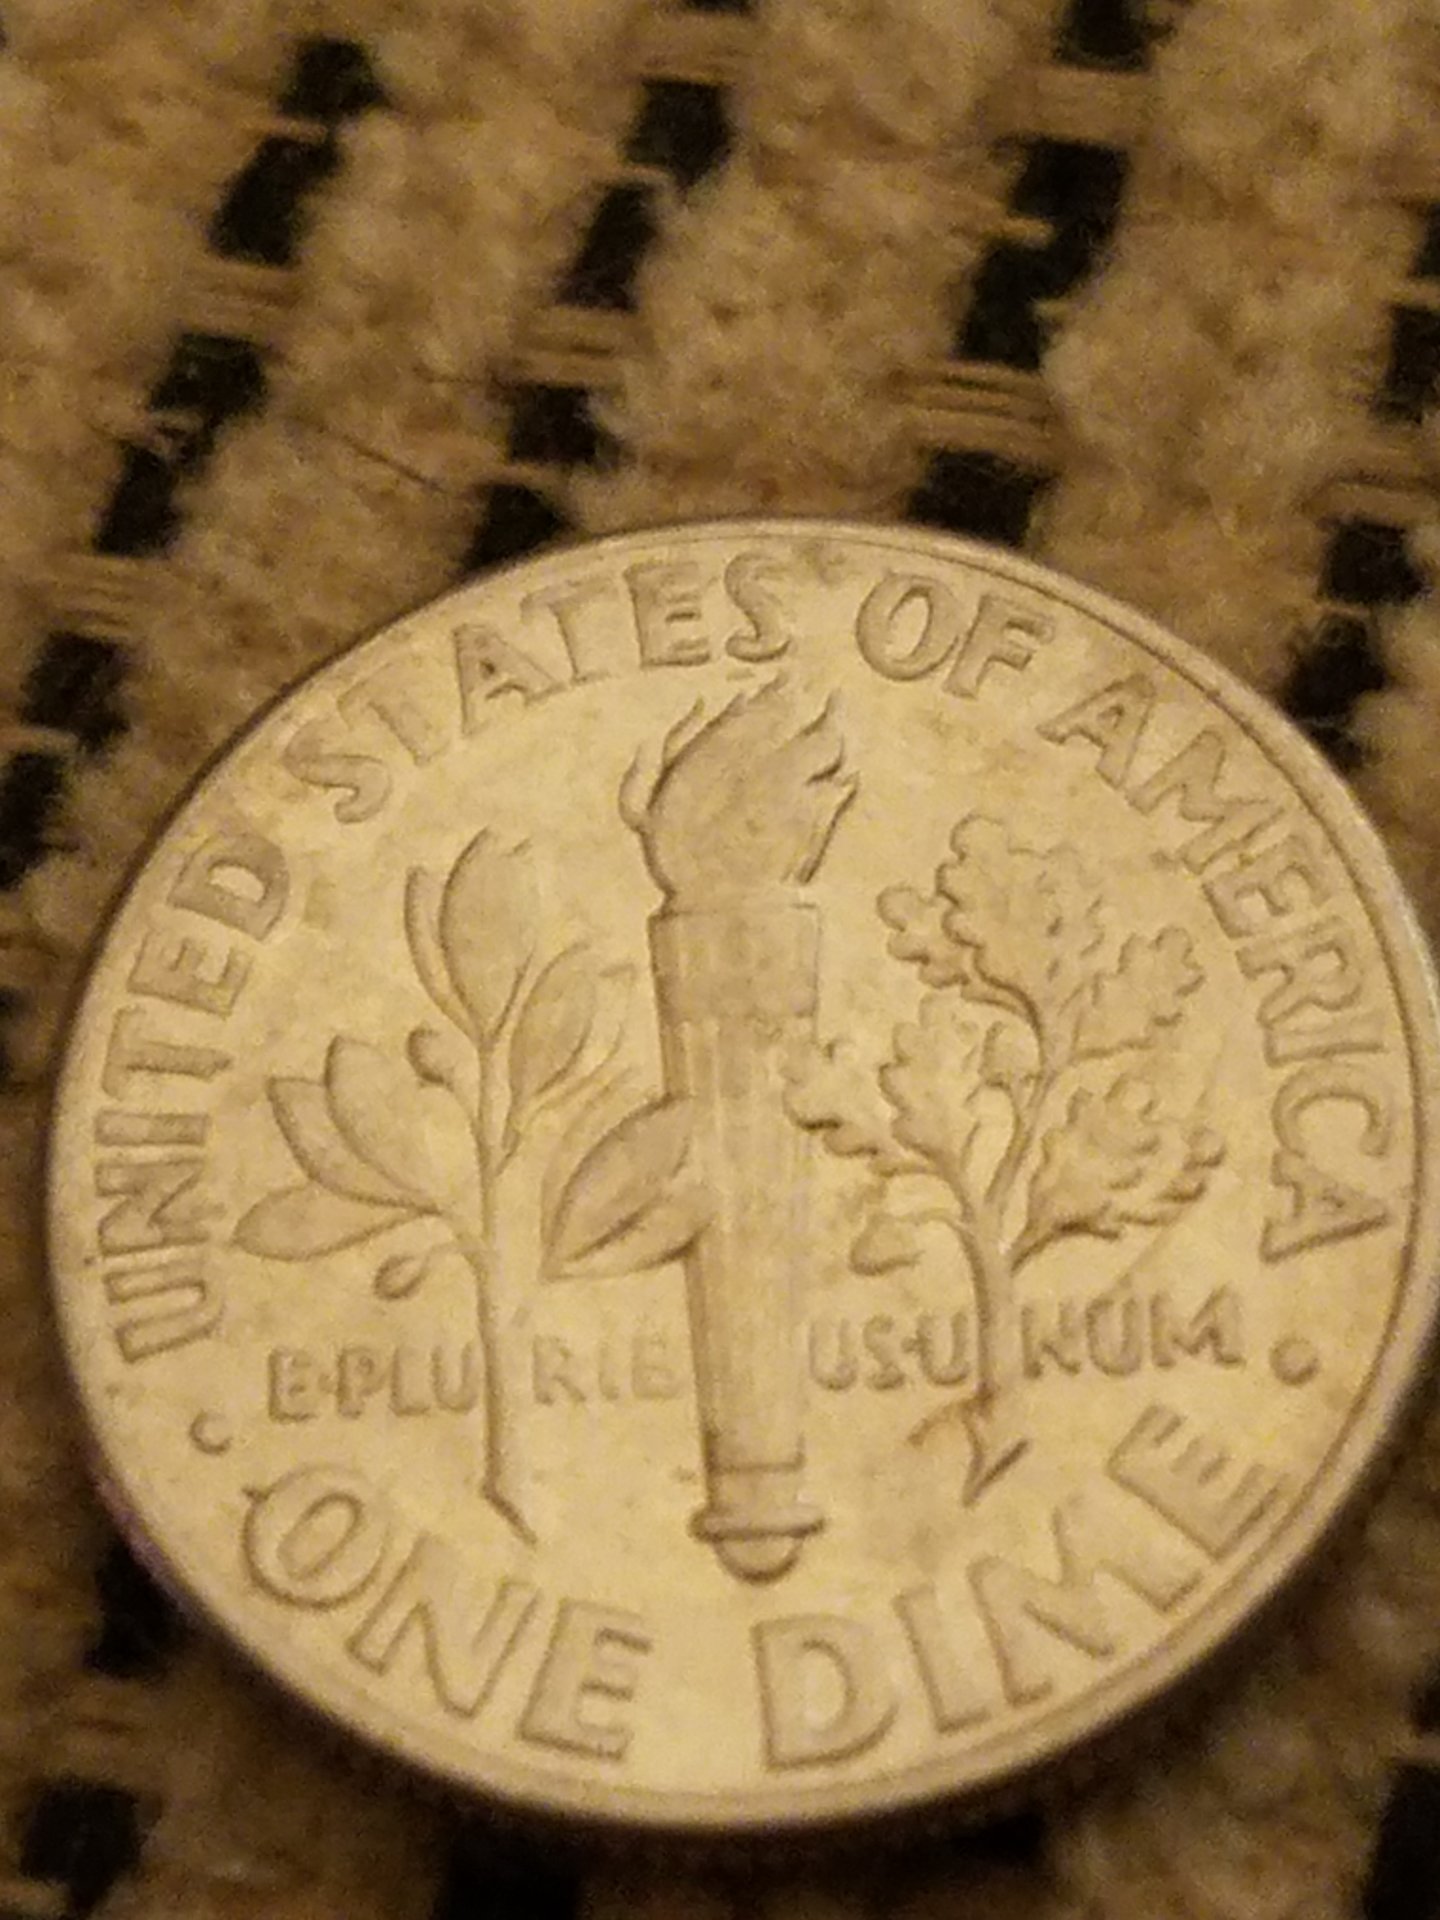 UNITED STATES OF AMERICA
E·PLURIBUS·UNUM
· ONE DIME ·